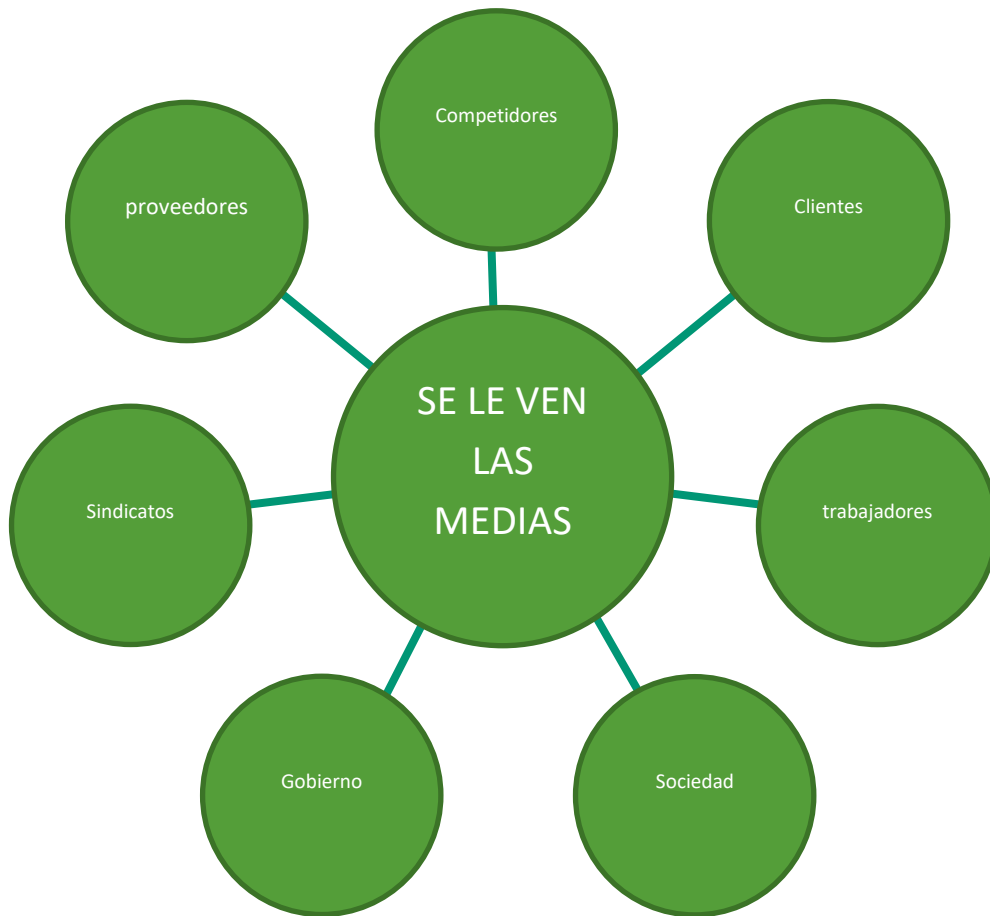 Competidores
proveedores
Clientes
SE LE VEN
LAS
MEDIAS
Sindicatos
trabajadores
Gobierno
Sociedad